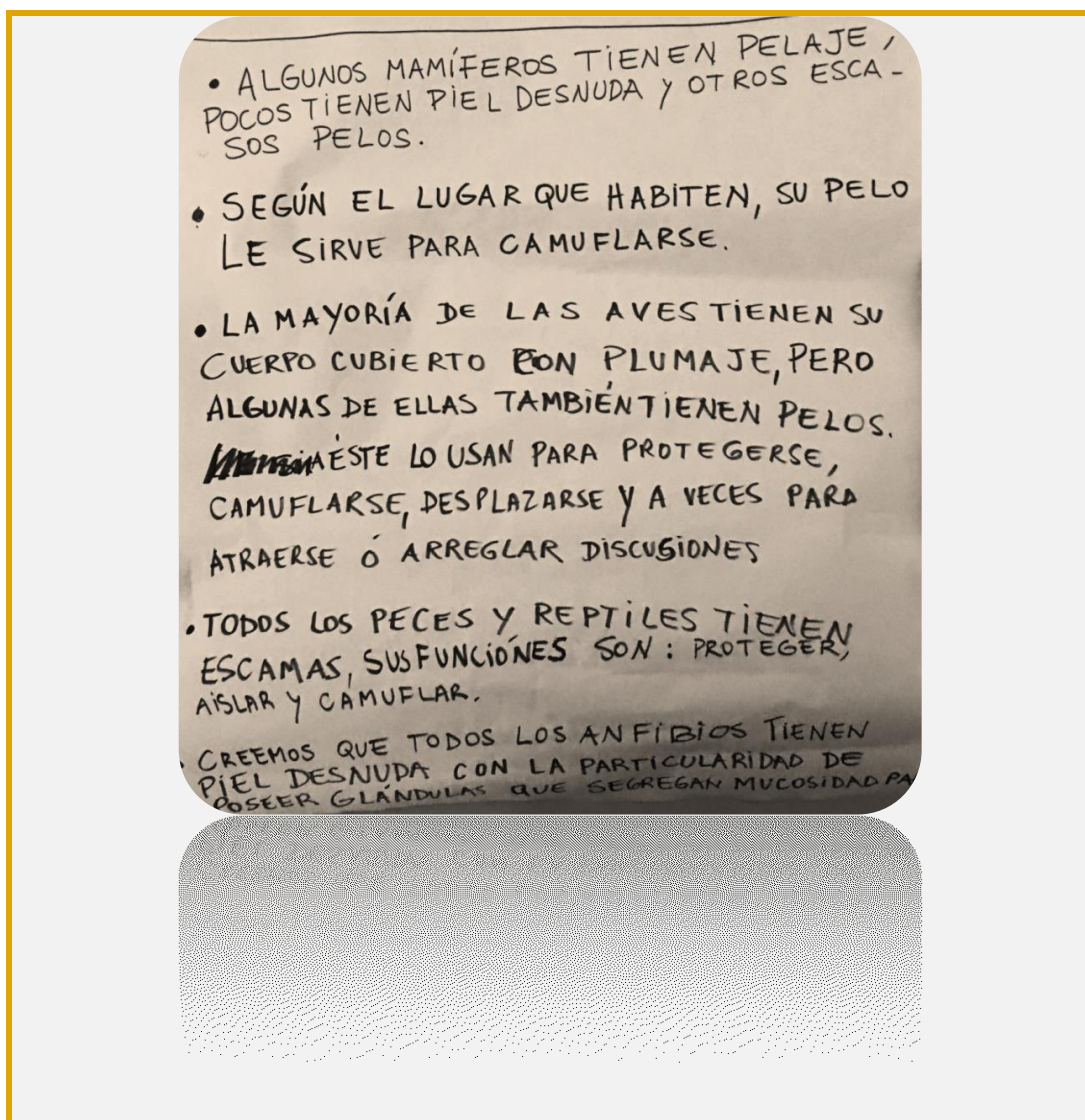 • ALGUNOS MAMÍFEROS TIENEN PELAJE,
POCOS TIENEN PIEL DESNUDA Y OTROS ESCA-
SOS PELOS.
• SEGÚN EL LUGAR QUE HABITEN, SU PELO
LE SIRVE PARA CAMUFLARSE.
• LA MAYORÍA DE LAS AVES TIENEN SU
CUERPO CUBIERTO CON PLUMAJE, PERO
ALGUNAS DE ELLAS TAMBIÉN TIENEN PELOS.
ÉSTE LO USAN PARA PROTEGERSE,
CAMUFLARSE, DESPLAZARSE Y A VECES PARA
ATRAERSE Ó ARREGLAR DISCUSIONES
• TODOS LOS PECES Y REPTILES TIENEN
ESCAMAS, SUS FUNCIÓNES SON: PROTEGER,
AISLAR Y CAMUFLAR.
• CREEMOS QUE TODOS LOS ANFIBIOS TIENEN
PIEL DESNUDA CON LA PARTICULARIDAD DE
POSEER GLÁNDULAS QUE SEGREGAN MUCOSIDAD PA